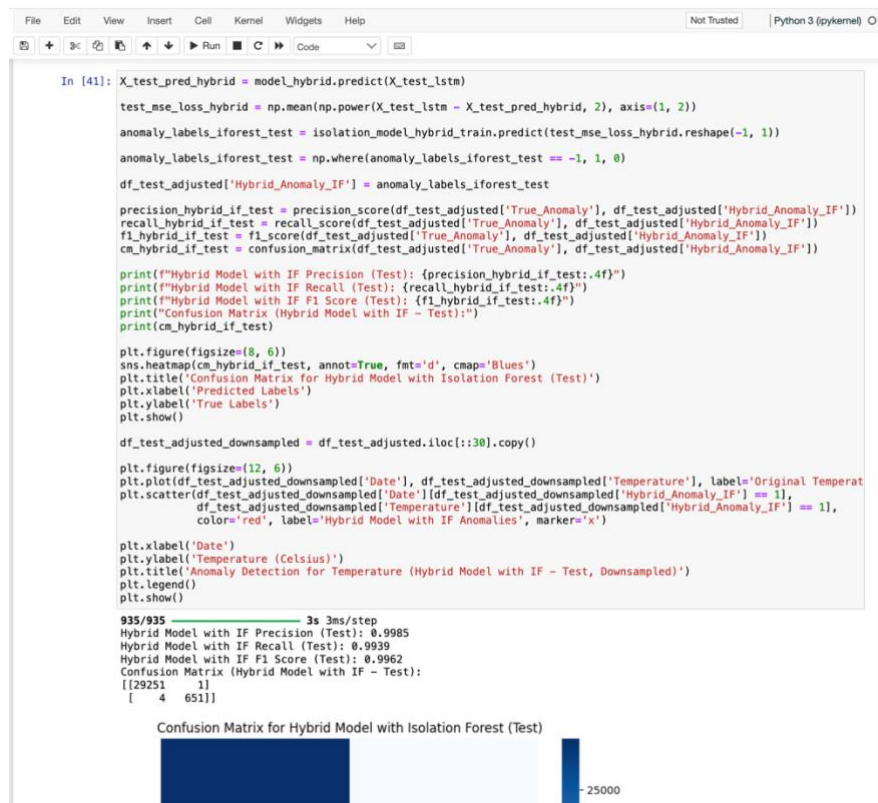 File Edit View Insert Cell Kernel Widgets Help Not Trusted Python 3 (ipykernel)
Run Code
In [41]: X_test_pred_hybrid = model_hybrid.predict(X_test_lstm)
test_mse_loss_hybrid = np.mean(np.power(X_test_lstm - X_test_pred_hybrid, 2), axis=(1, 2))
anomaly_labels_iforest_test = isolation_model_hybrid_train.predict(test_mse_loss_hybrid.reshape(-1, 1))
anomaly_labels_iforest_test = np.where(anomaly_labels_iforest_test == -1, 1, 0)
df_test_adjusted['Hybrid_Anomaly_IF'] = anomaly_labels_iforest_test
precision_hybrid_if_test = precision_score(df_test_adjusted['True_Anomaly'], df_test_adjusted['Hybrid_Anomaly_IF'])
recall_hybrid_if_test = recall_score(df_test_adjusted['True_Anomaly'], df_test_adjusted['Hybrid_Anomaly_IF'])
f1_hybrid_if_test = f1_score(df_test_adjusted['True_Anomaly'], df_test_adjusted['Hybrid_Anomaly_IF'])
cm_hybrid_if_test = confusion_matrix(df_test_adjusted['True_Anomaly'], df_test_adjusted['Hybrid_Anomaly_IF'])
print(f"Hybrid Model with IF Precision (Test): {precision_hybrid_if_test:.4f}")
print(f"Hybrid Model with IF Recall (Test): {recall_hybrid_if_test:.4f}")
print(f"Hybrid Model with IF F1 Score (Test): {f1_hybrid_if_test:.4f}")
print("Confusion Matrix (Hybrid Model with IF - Test):")
print(cm_hybrid_if_test)
plt.figure(figsize=(8, 6))
sns.heatmap(cm_hybrid_if_test, annot=True, fmt='d', cmap='Blues')
plt.title('Confusion Matrix for Hybrid Model with Isolation Forest (Test)')
plt.xlabel('Predicted Labels')
plt.ylabel('True Labels')
plt.show()
df_test_adjusted_downsampled = df_test_adjusted.iloc[::30].copy()
plt.figure(figsize=(12, 6))
plt.plot(df_test_adjusted_downsampled['Date'], df_test_adjusted_downsampled['Temperature'], label='Original Temperat
plt.scatter(df_test_adjusted_downsampled['Date'][df_test_adjusted_downsampled['Hybrid_Anomaly_IF'] == 1],
df_test_adjusted_downsampled['Temperature'][df_test_adjusted_downsampled['Hybrid_Anomaly_IF'] == 1],
color='red', label='Hybrid Model with IF Anomalies', marker='x')
plt.xlabel('Date')
plt.ylabel('Temperature (Celsius)')
plt.title('Anomaly Detection for Temperature (Hybrid Model with IF - Test, Downsampled)')
plt.legend()
plt.show()
935/935 3s 3ms/step
Hybrid Model with IF Precision (Test): 0.9985
Hybrid Model with IF Recall (Test): 0.9939
Hybrid Model with IF F1 Score (Test): 0.9962
Confusion Matrix (Hybrid Model with IF - Test):
[[29251 1]
[ 4 651]]
Confusion Matrix for Hybrid Model with Isolation Forest (Test)
25000